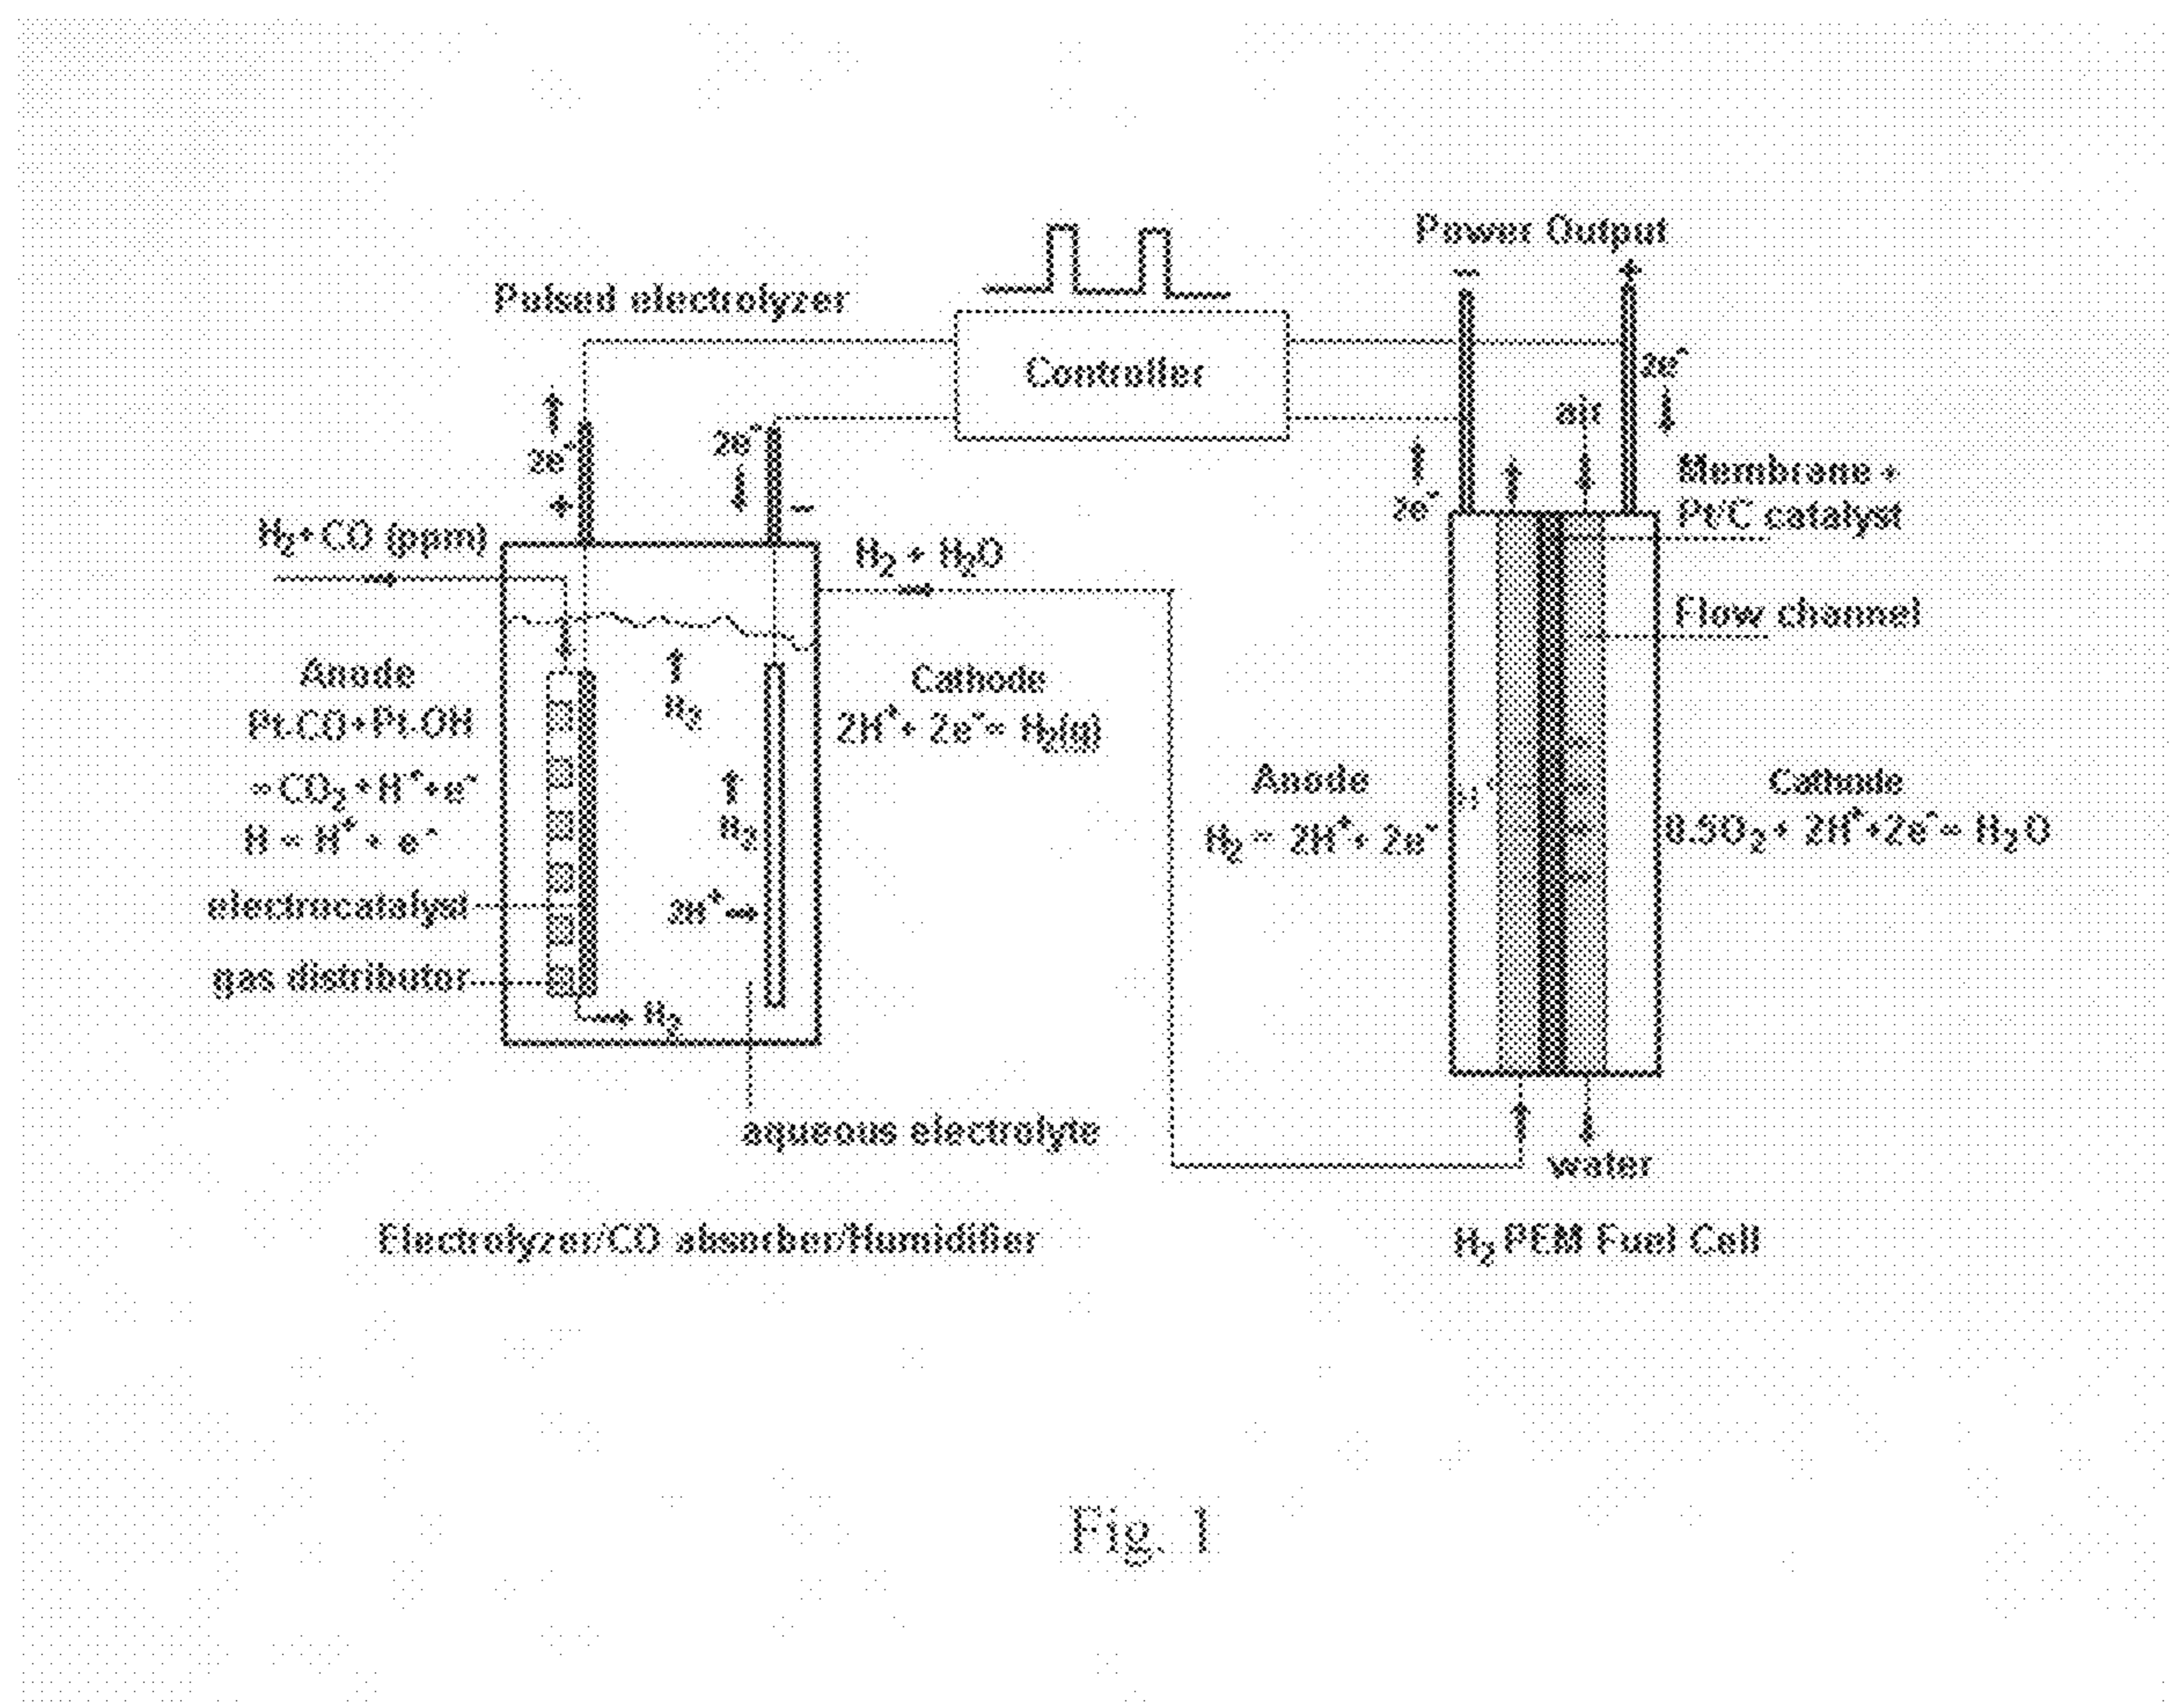 Power Output
−
+
Pulsed electrolyzer
Controller
2e⁻
air
2e⁻
2e⁻
+
−
2e⁻
Membrane +
Pt/C catalyst
H₂+CO (ppm)
H₂ + H₂O
Flow channel
Anode
Pt-CO+Pt-OH
= CO₂ + H⁺+e⁻
H = H⁺ + e⁻
H₂
H₂
2H⁺
Cathode
2H⁺ + 2e⁻ = H₂(g)
Anode
H₂ = 2H⁺ + 2e⁻
H⁺
Cathode
0.5O₂ + 2H⁺+2e⁻ = H₂O
electrocatalyst
gas distributor
H₂
aqueous electrolyte
water
Electrolyzer/CO absorber/Humidifier
H₂ PEM Fuel Cell
Fig. 1